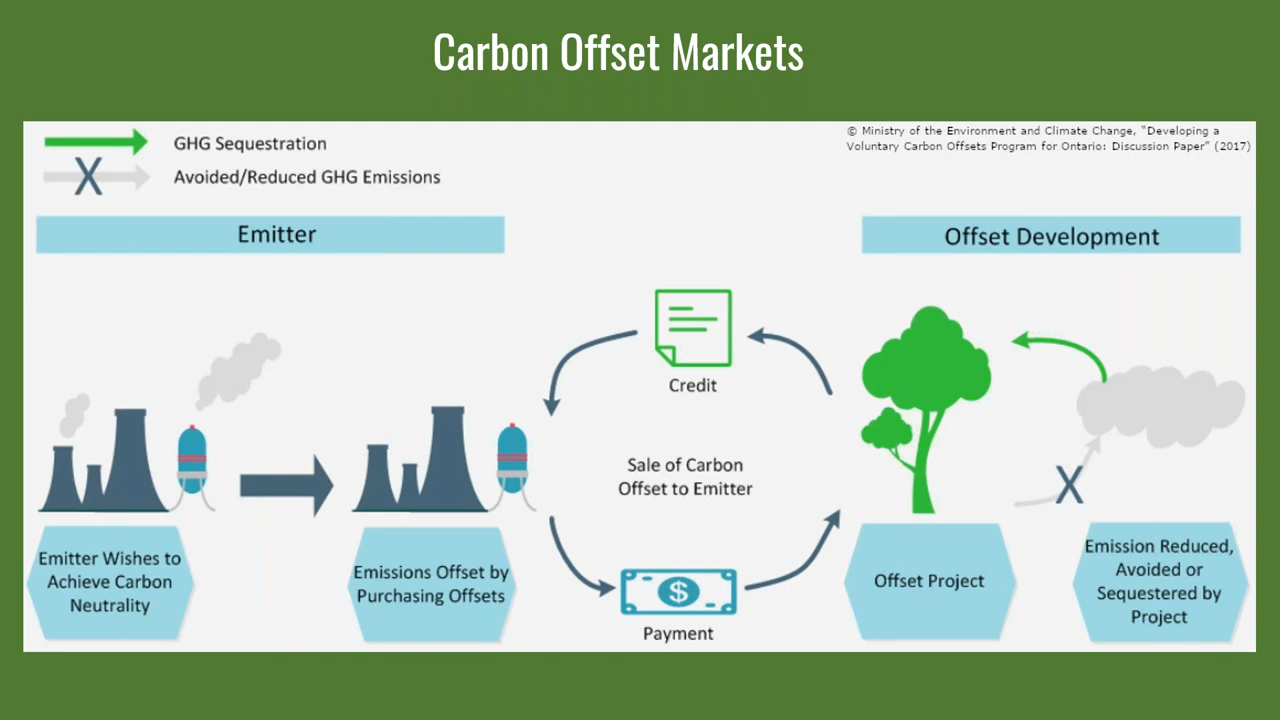 Carbon Offset Markets
GHG Sequestration
X
Avoided/Reduced GHG Emissions
© Ministry of the Environment and Climate Change, "Developing a
Voluntary Carbon Offsets Program for Ontario: Discussion Paper" (2017)
Emitter
Offset Development
Credit
Sale of Carbon
Offset to Emitter
X
$
Payment
Emitter Wishes to
Achieve Carbon
Neutrality
Emissions Offset by
Purchasing Offsets
Offset Project
Emission Reduced,
Avoided or
Sequestered by
Project